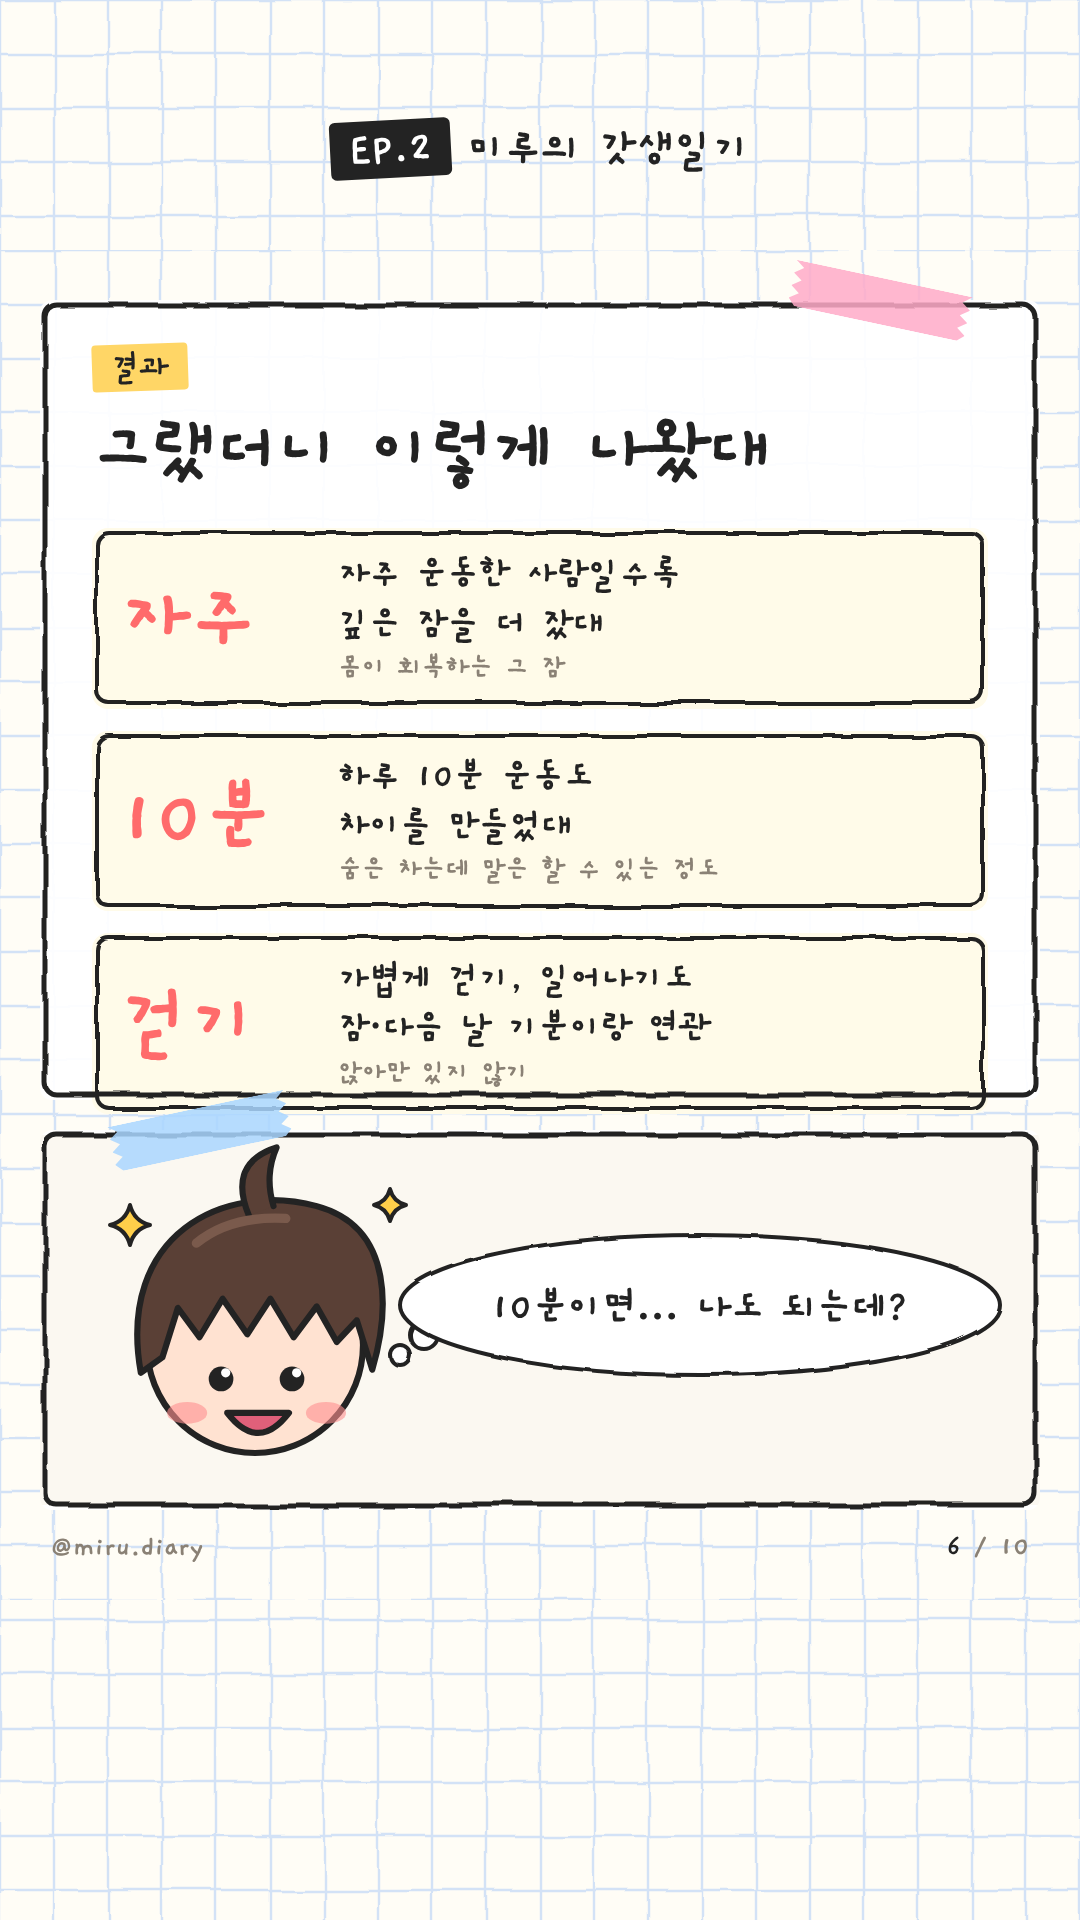 EP.2 미루의 갓생일기
결과
그랬더니 이렇게 나왔대
자주
자주 운동한 사람일수록
깊은 잠을 더 잤대
몸이 회복하는 그 잠
10분
하루 10분 운동도
차이를 만들었대
숨은 차는데 말은 할 수 있는 정도
걷기
가볍게 걷기, 일어나기도
잠·다음 날 기분이랑 연관
앉아만 있지 않기
10분이면... 나도 되는데?
@miru.diary
6 / 10